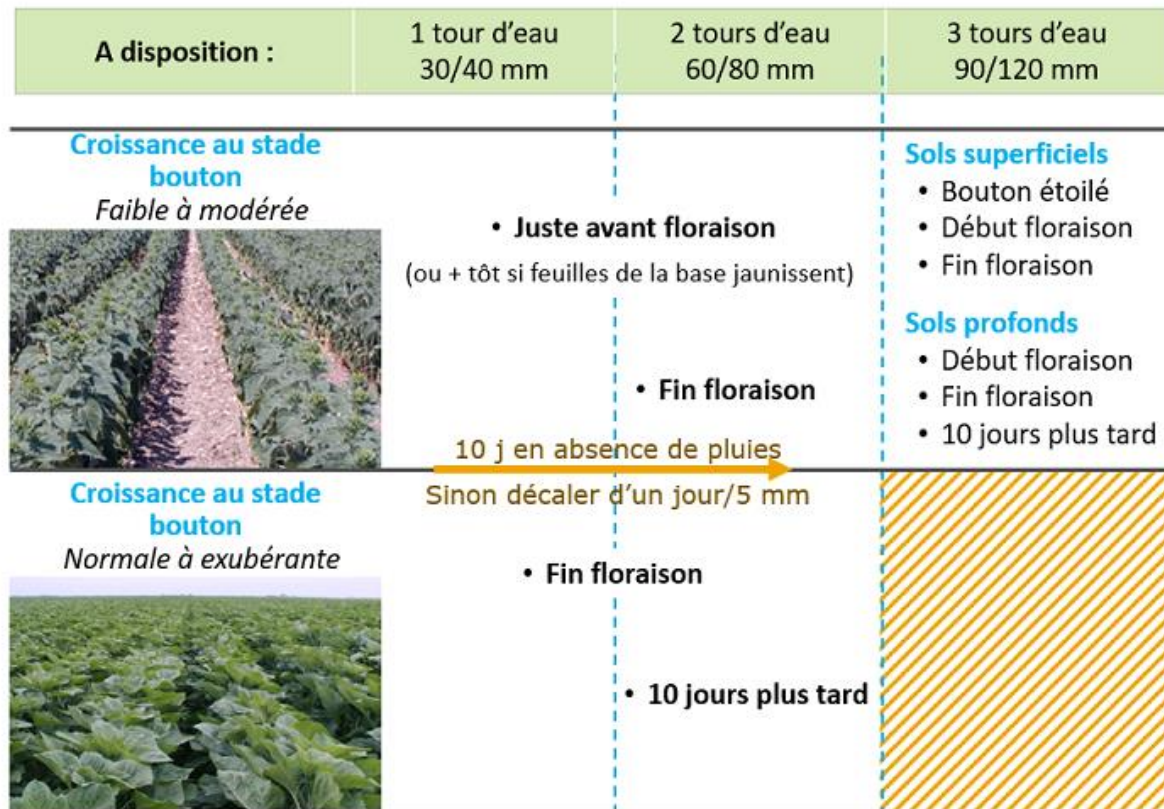 A disposition :
1 tour d'eau
30/40 mm
2 tours d'eau
60/80 mm
3 tours d'eau
90/120 mm
Croissance au stade
bouton
Faible à modérée
• Juste avant floraison
(ou + tôt si feuilles de la base jaunissent)
• Fin floraison
Sols superficiels
• Bouton étoilé
• Début floraison
• Fin floraison
Sols profonds
• Début floraison
• Fin floraison
• 10 jours plus tard
10 j en absence de pluies
Sinon décaler d'un jour/5 mm
Croissance au stade
bouton
Normale à exubérante
• Fin floraison
• 10 jours plus tard